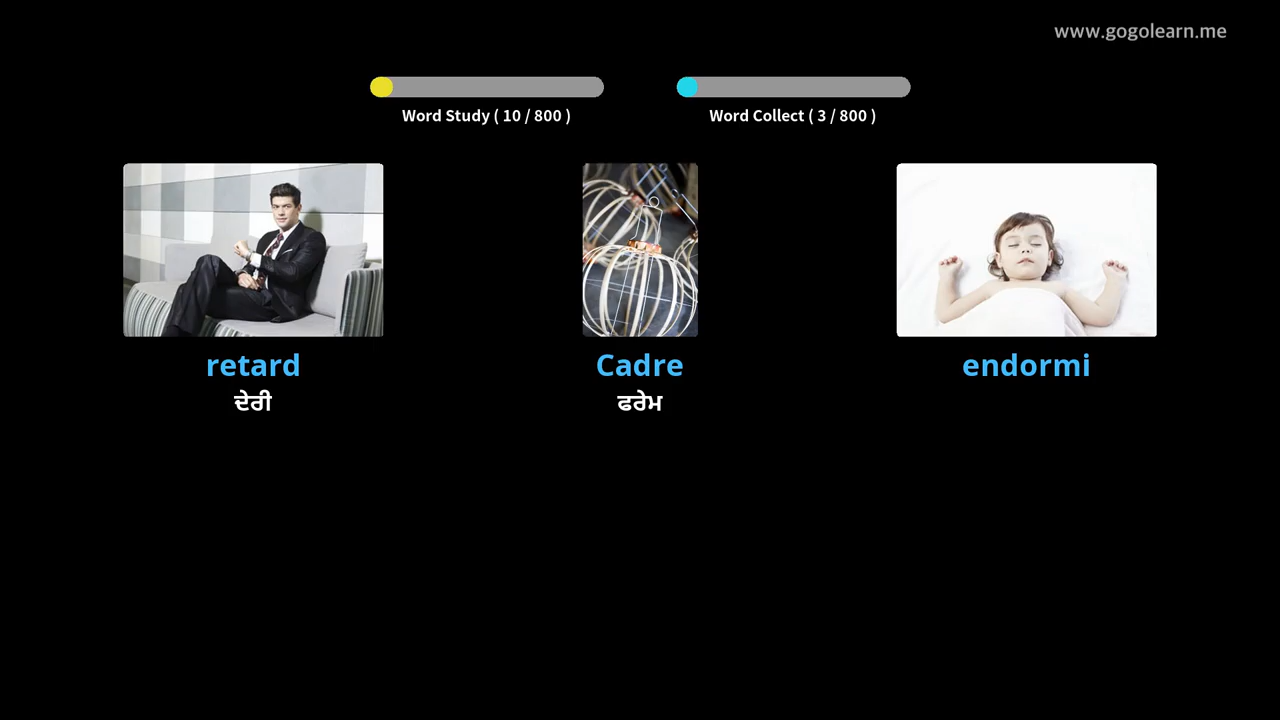 www.gogolearn.me
Word Study ( 10 / 800 )
Word Collect ( 3 / 800 )
retard
ਦੇਰੀ
Cadre
ਫਰੇਮ
endormi